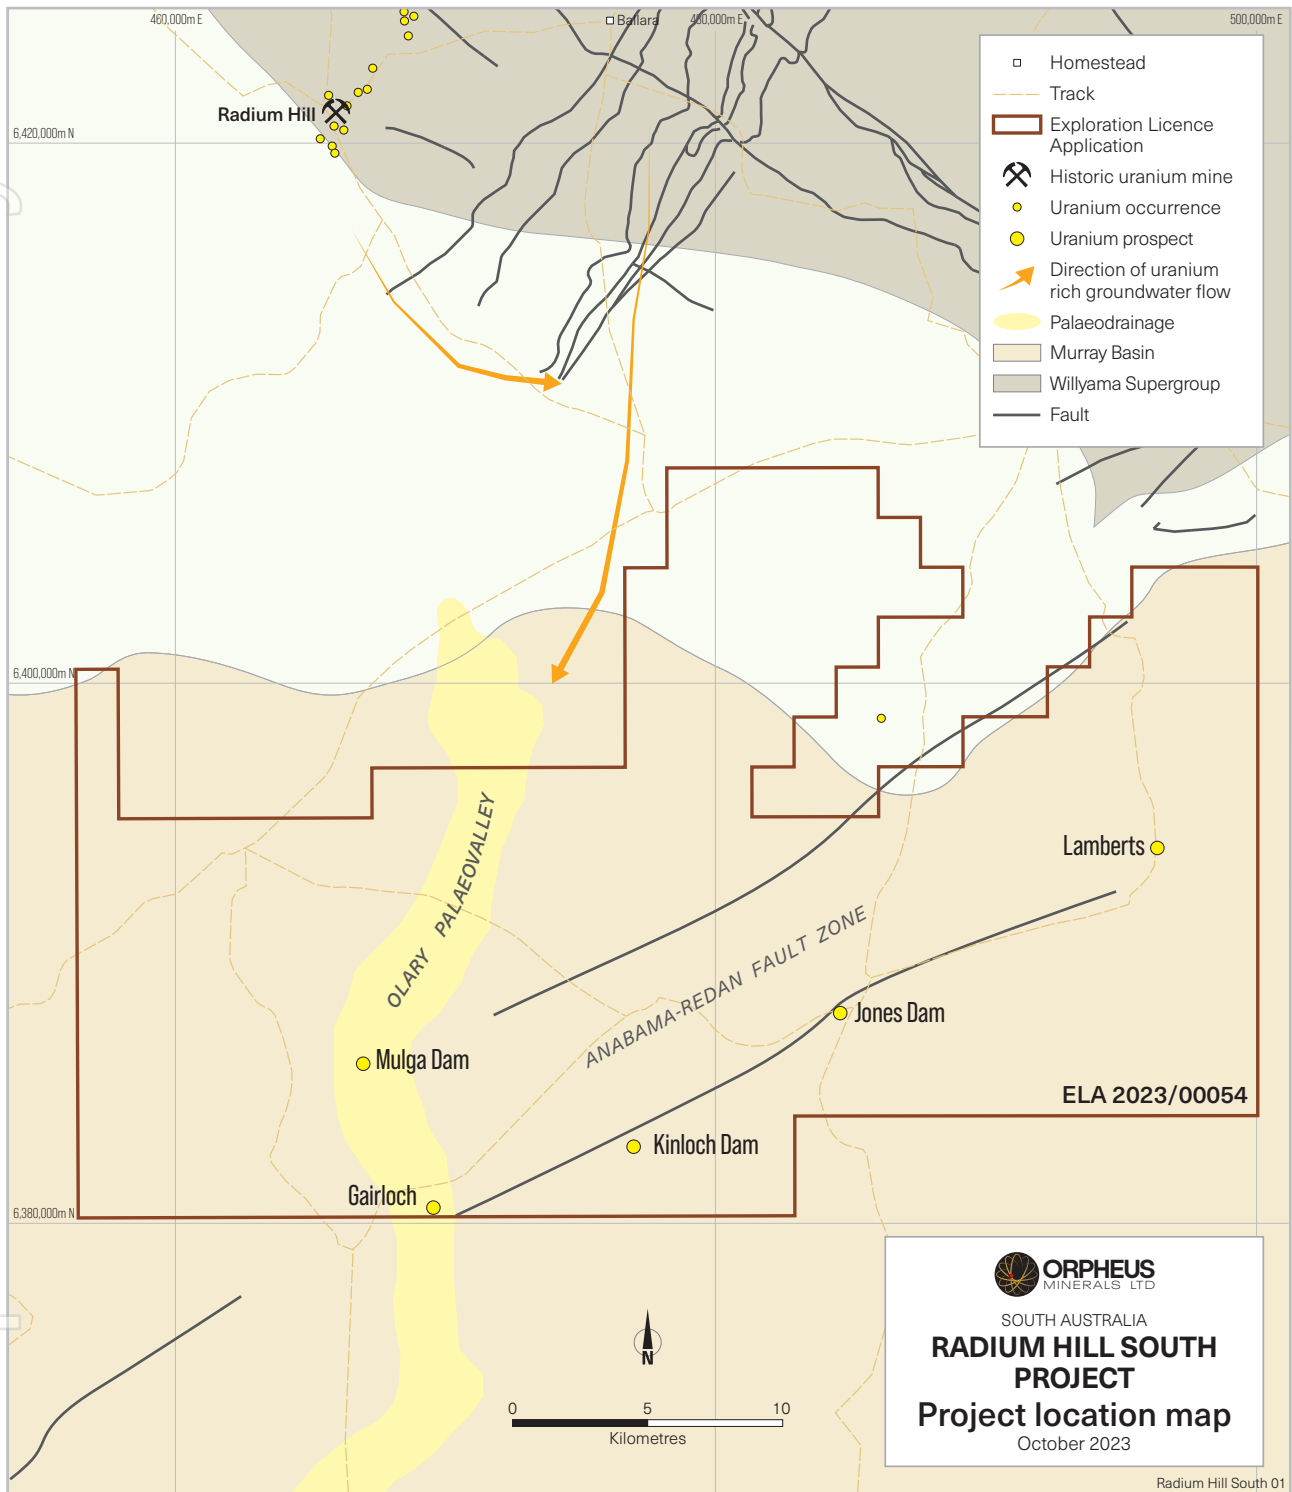 460,000m E
Ballara
480,000m E
500,000m E
Homestead
Track
Exploration Licence
Application
Historic uranium mine
Uranium occurrence
Uranium prospect
Direction of uranium
rich groundwater flow
Palaeodrainage
Murray Basin
Willyama Supergroup
Fault
Radium Hill
6,420,000m N
6,400,000m N
OLARY PALAEOVALLEY
Lamberts
ANABAMA-REDAN FAULT ZONE
Jones Dam
Mulga Dam
ELA 2023/00054
Kinloch Dam
Gairloch
6,380,000m N
ORPHEUS
MINERALS LTD
SOUTH AUSTRALIA
RADIUM HILL SOUTH
PROJECT
Project location map
October 2023
N
0 5 10
Kilometres
Radium Hill South 01